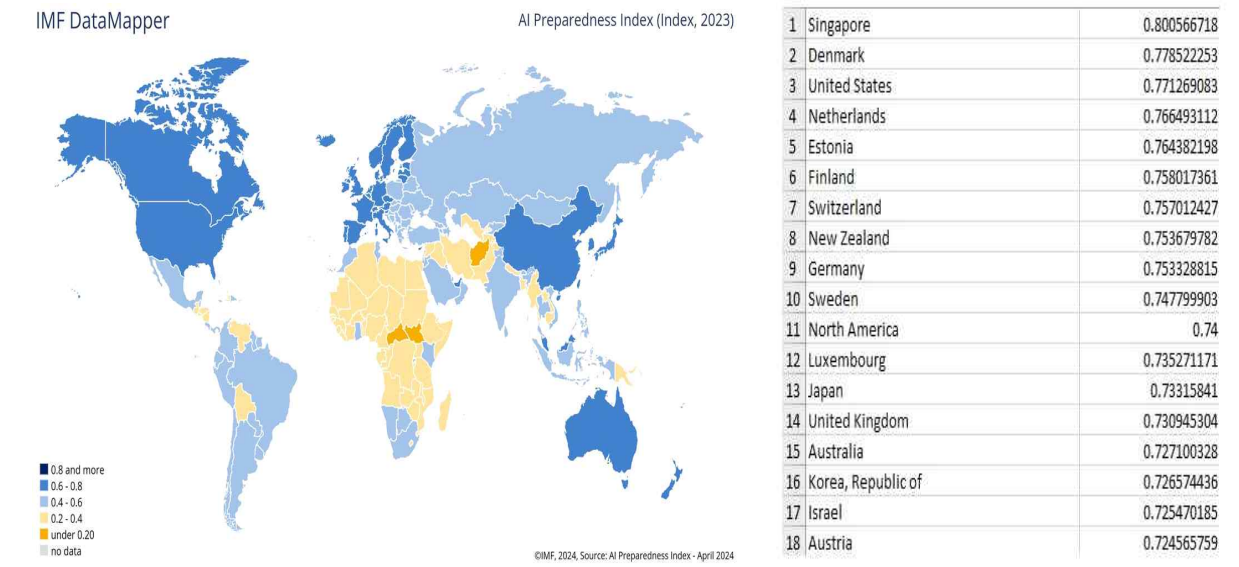 IMF DataMapper
AI Preparedness Index (Index, 2023)
0.8 and more
0.6 - 0.8
0.4 - 0.6
0.2 - 0.4
under 0.20
no data
©IMF, 2024, Source: AI Preparedness Index - April 2024
1 Singapore 0.800566718
2 Denmark 0.778522253
3 United States 0.771269083
4 Netherlands 0.766493112
5 Estonia 0.764382198
6 Finland 0.758017361
7 Switzerland 0.757012427
8 New Zealand 0.753679782
9 Germany 0.753328815
10 Sweden 0.747799903
11 North America 0.74
12 Luxembourg 0.735271171
13 Japan 0.73315841
14 United Kingdom 0.730945304
15 Australia 0.727100328
16 Korea, Republic of 0.726574436
17 Israel 0.725470185
18 Austria 0.724565759